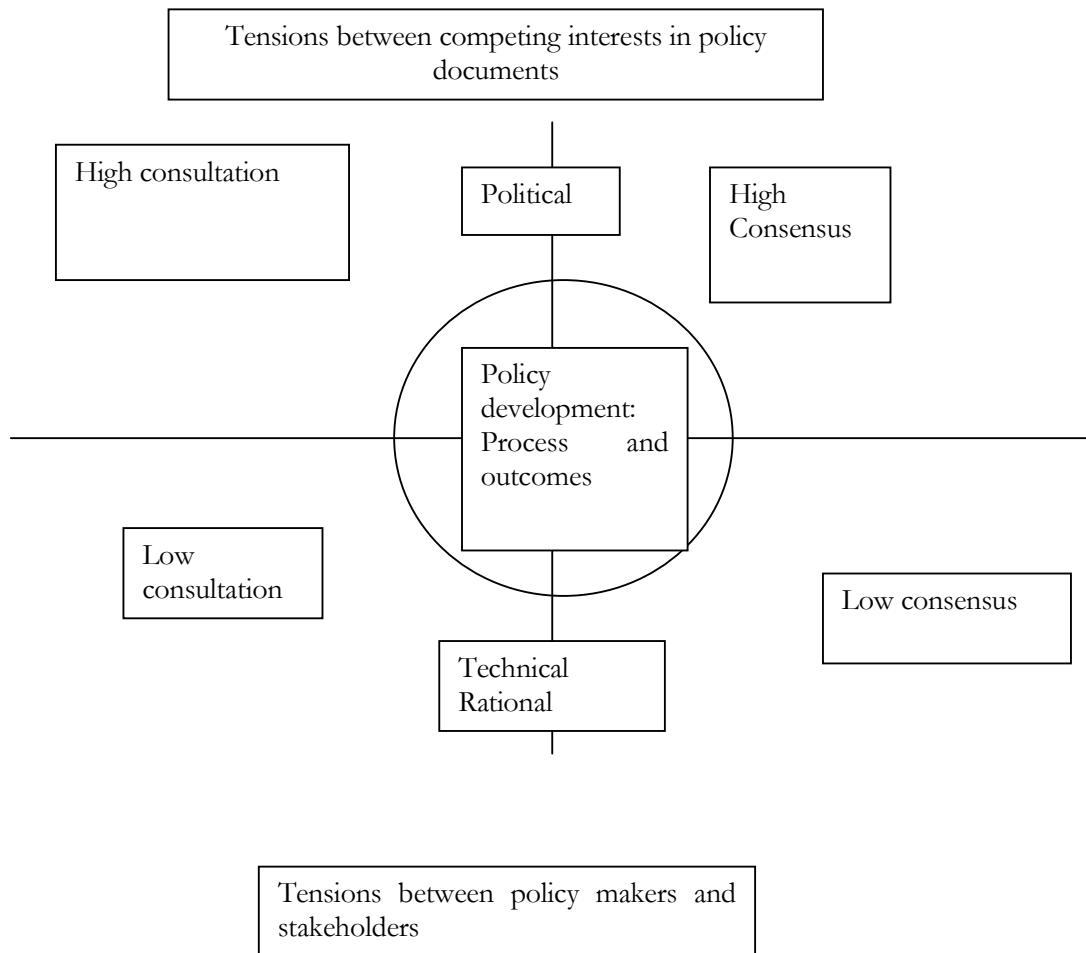 Tensions between competing interests in policy
documents
High consultation
Political
High
Consensus
Policy
development:
Process and
outcomes
Low
consultation
Low consensus
Technical
Rational
Tensions between policy makers and
stakeholders